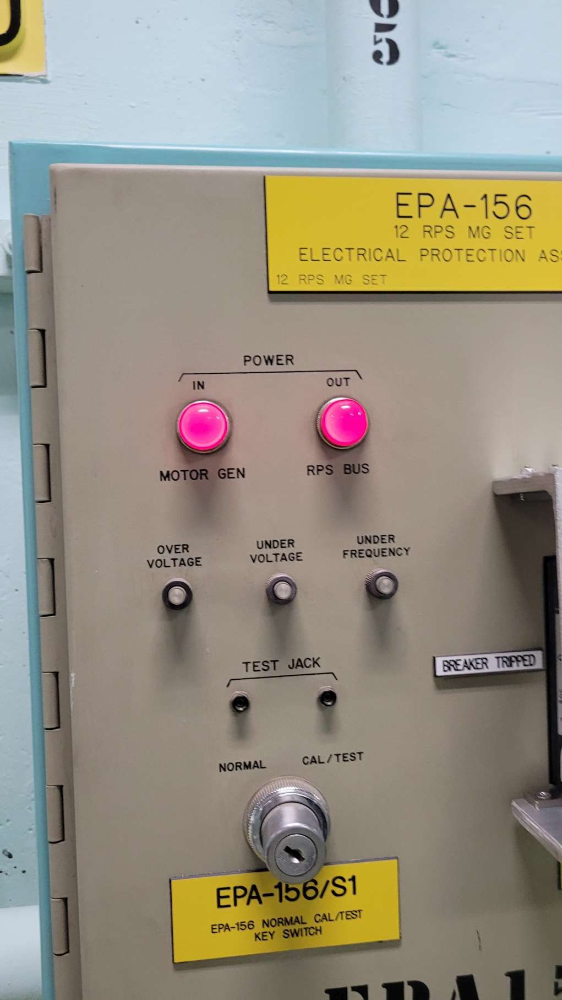 05
EPA-156
12 RPS MG SET
ELECTRICAL PROTECTION
12 RPS MG SET
POWER
IN
OUT
MOTOR GEN
RPS BUS
OVER
VOLTAGE
UNDER
VOLTAGE
UNDER
FREQUENCY
TEST JACK
BREAKER TRIPPED
NORMAL
CAL/TEST
EPA-156/S1
EPA-156 NORMAL CAL/TEST
KEY SWITCH
EPA15